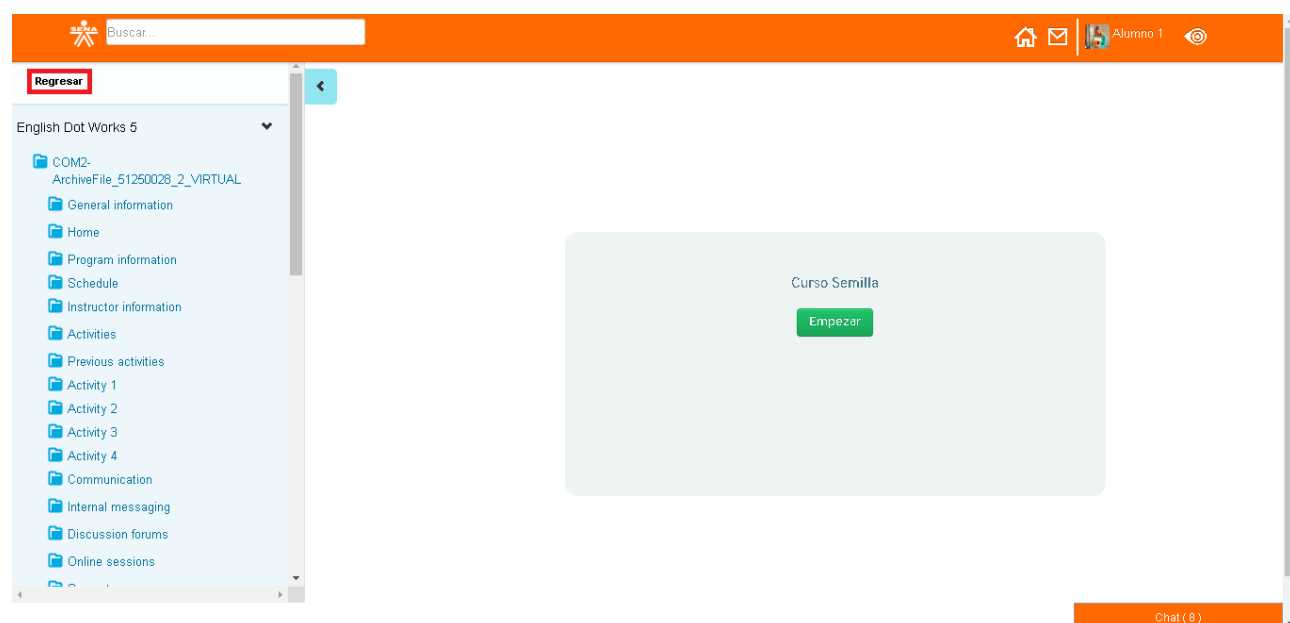 SENA
Buscar...
Alumno 1
Regresar
English Dot Works 5
COM2-
ArchiveFile_51250028_2_VIRTUAL
General information
Home
Program information
Schedule
Instructor information
Activities
Previous activities
Activity 1
Activity 2
Activity 3
Activity 4
Communication
Internal messaging
Discussion forums
Online sessions
Curso Semilla
Empezar
Chat ( 8 )